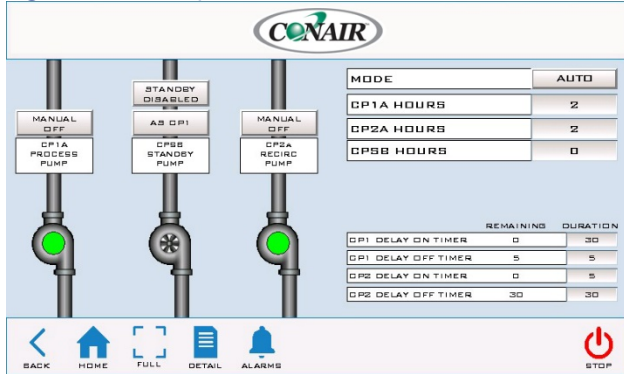 CONAIR
MODE AUTO
STANDBY
DISABLED
CP1A HOURS 2
MANUAL
OFF
AS CP1
MANUAL
OFF
CP2A HOURS 2
CP1A
PROCESS
PUMP
CPSB
STANDBY
PUMP
CP2A
RECIRC
PUMP
CPSB HOURS 0
REMAINING DURATION
CP1 DELAY ON TIMER 0 30
CP1 DELAY OFF TIMER 5 5
CP2 DELAY ON TIMER 0 5
CP2 DELAY OFF TIMER 30 30
BACK HOME FULL DETAIL ALARMS STOP